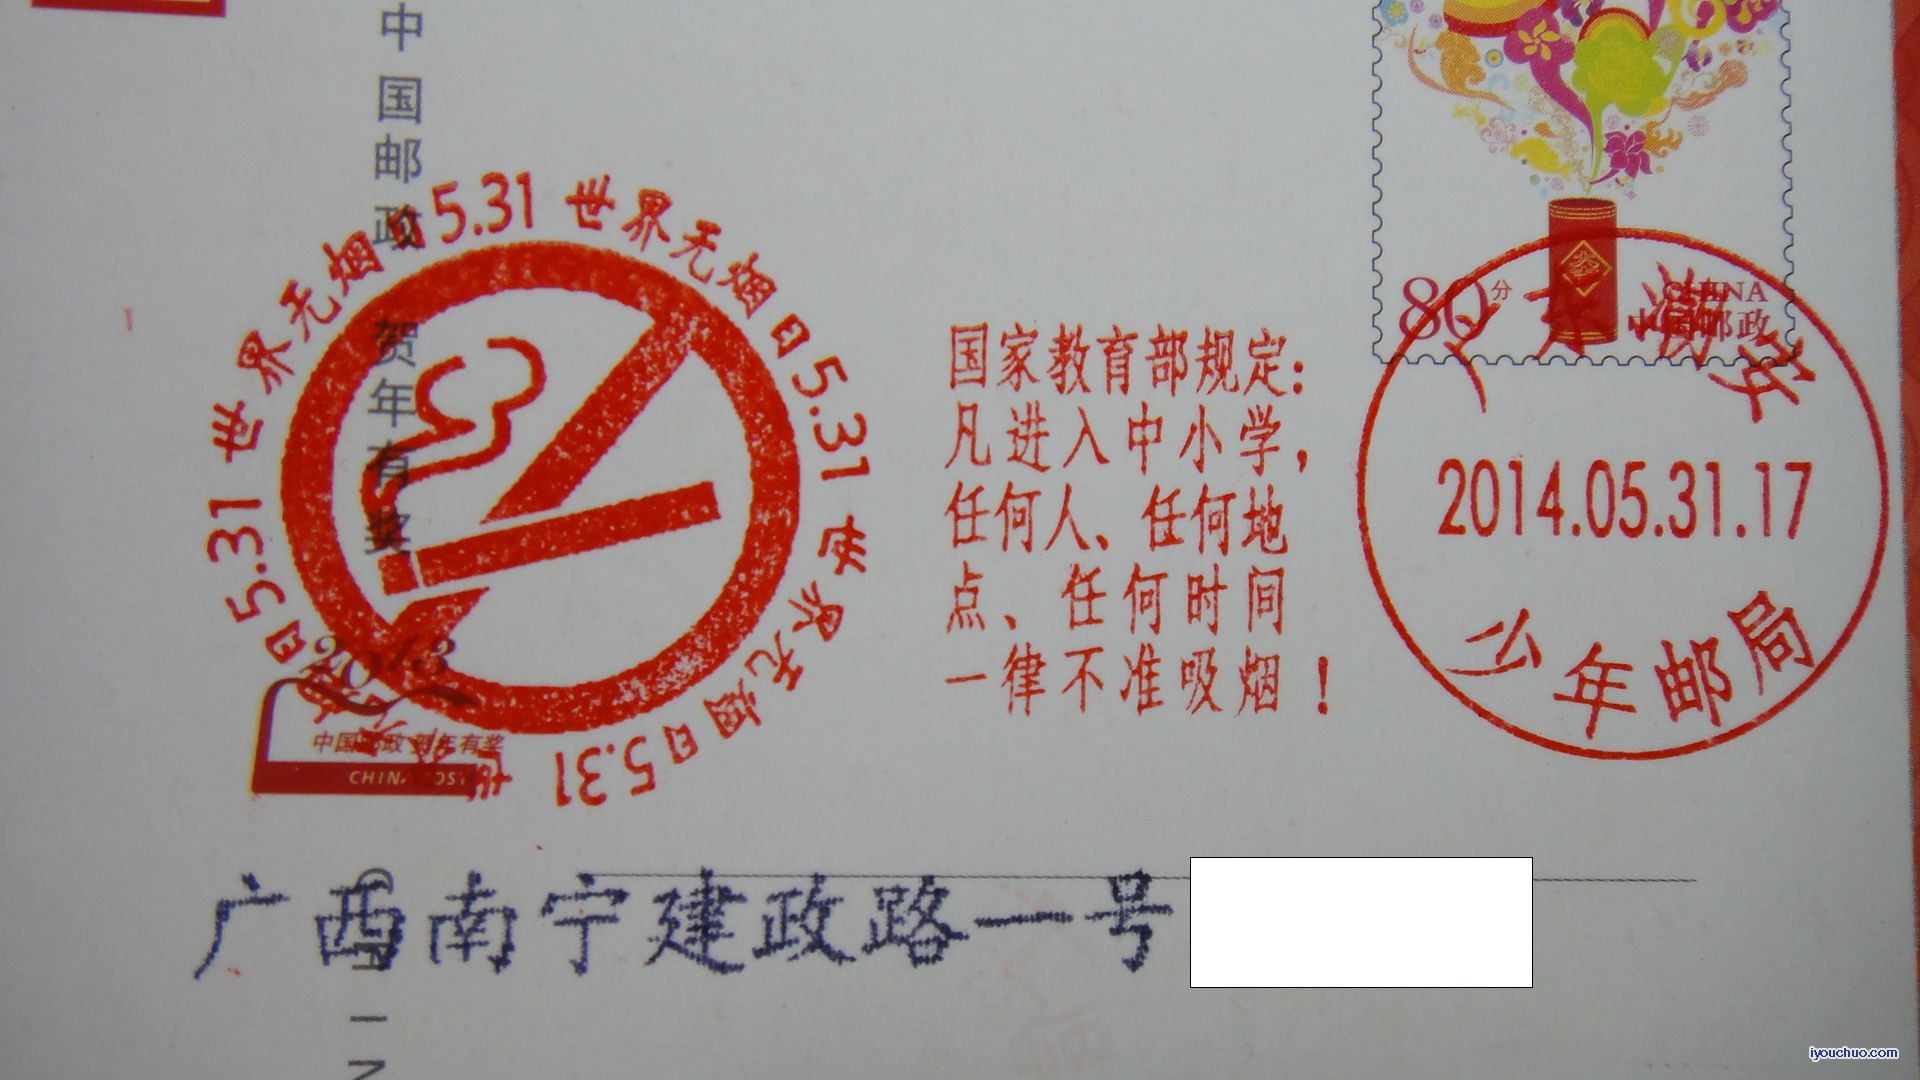 中国邮政 贺年有奖
世界无烟日5.31 世界无烟日5.31 世界无烟日5.31 世界无烟日5.31
80分
CHINA
中国邮政
国家教育部规定：
凡进入中小学，
任何人、任何地
点、任何时间
一律不准吸烟！
广东潮安
2014.05.31.17
少年邮局
2013
中国邮政 贺年有奖
CHINA POST
广西南宁建政路一号
iyouchuo.com